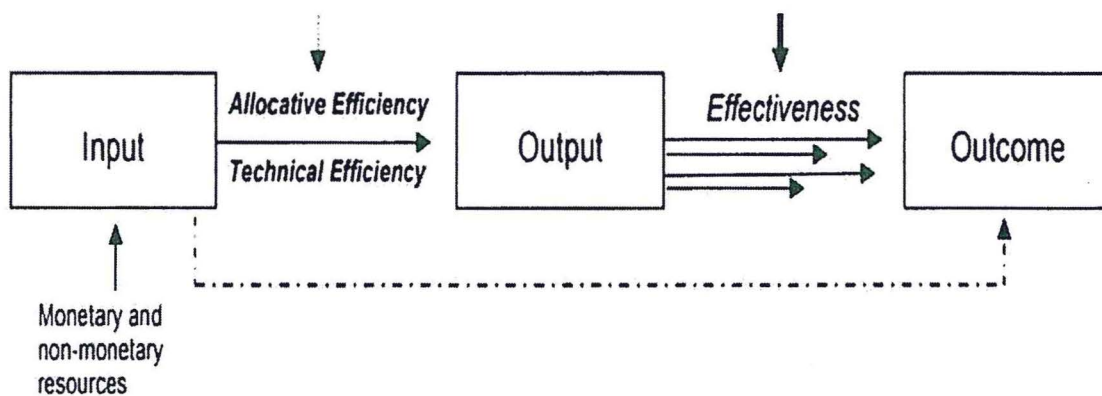 Allocative Efficiency
Effectiveness
Input
Output
Outcome
Technical Efficiency
Monetary and
non-monetary
resources